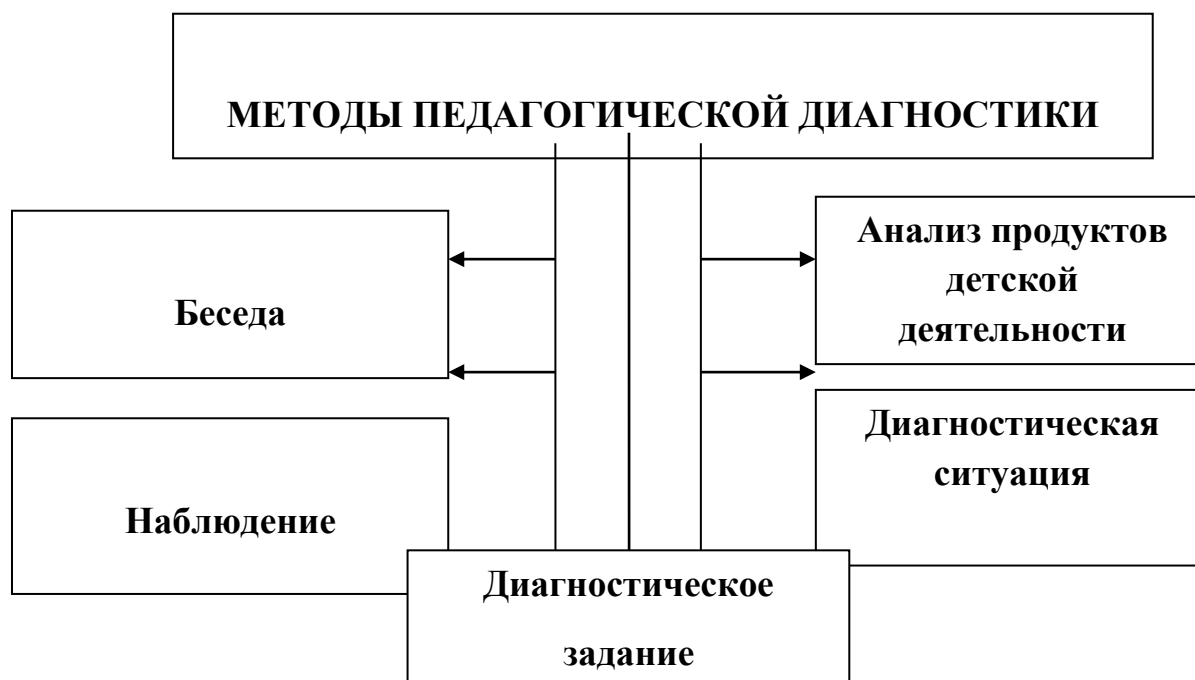 МЕТОДЫ ПЕДАГОГИЧЕСКОЙ ДИАГНОСТИКИ
Беседа
Анализ продуктов
детской
деятельности
Наблюдение
Диагностическая
ситуация
Диагностическое
задание